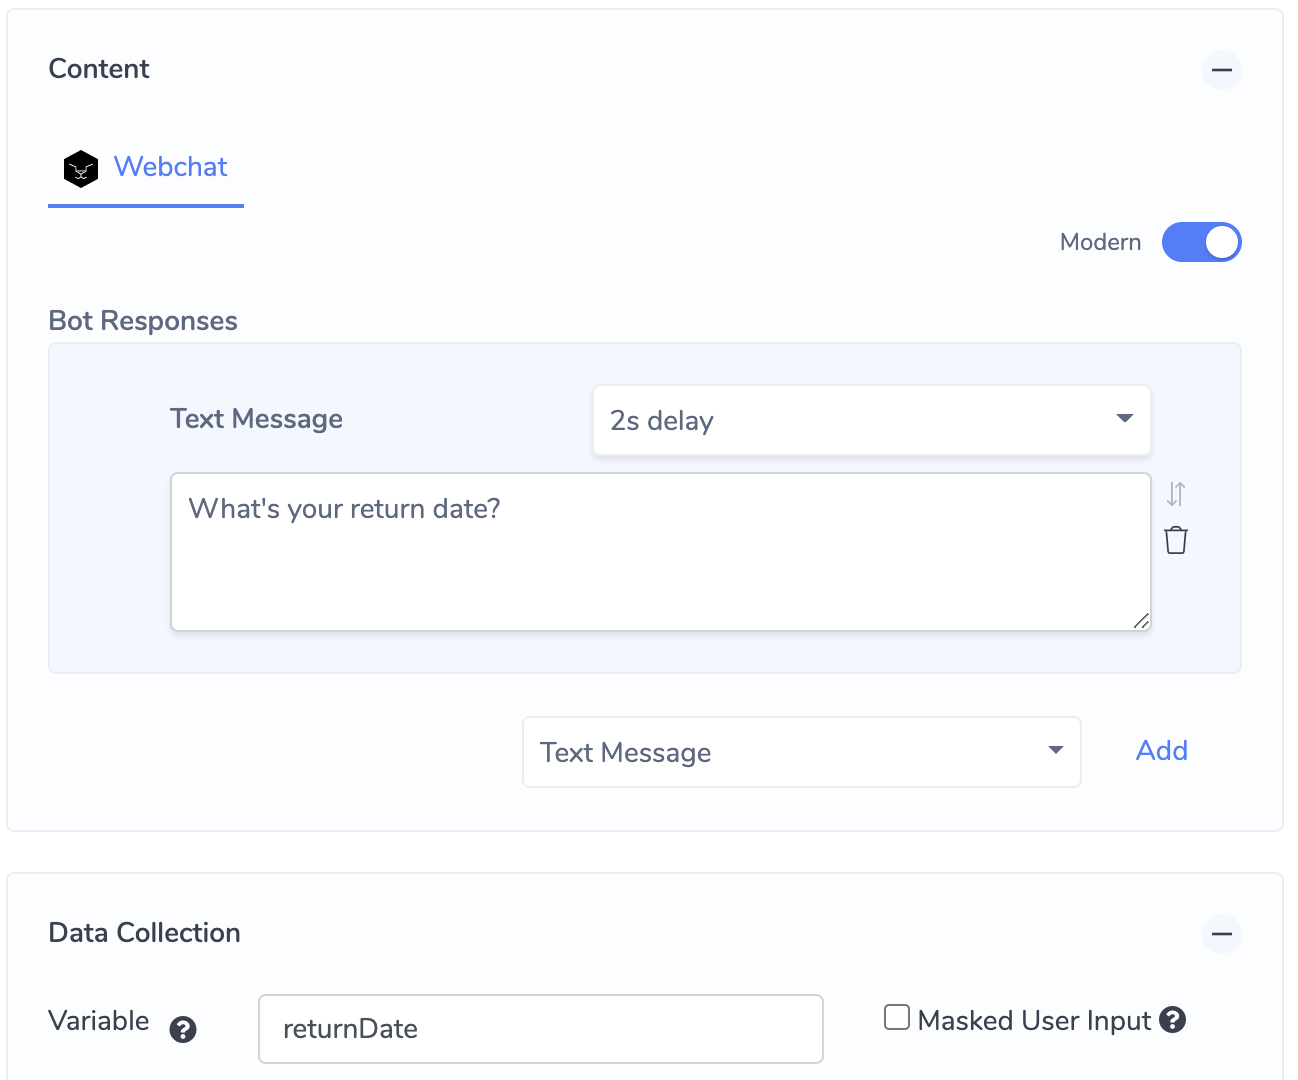 Content
Webchat
Modern
Bot Responses
Text Message
2s delay
What's your return date?
Text Message
Add
Data Collection
Variable ?
returnDate
Masked User Input ?